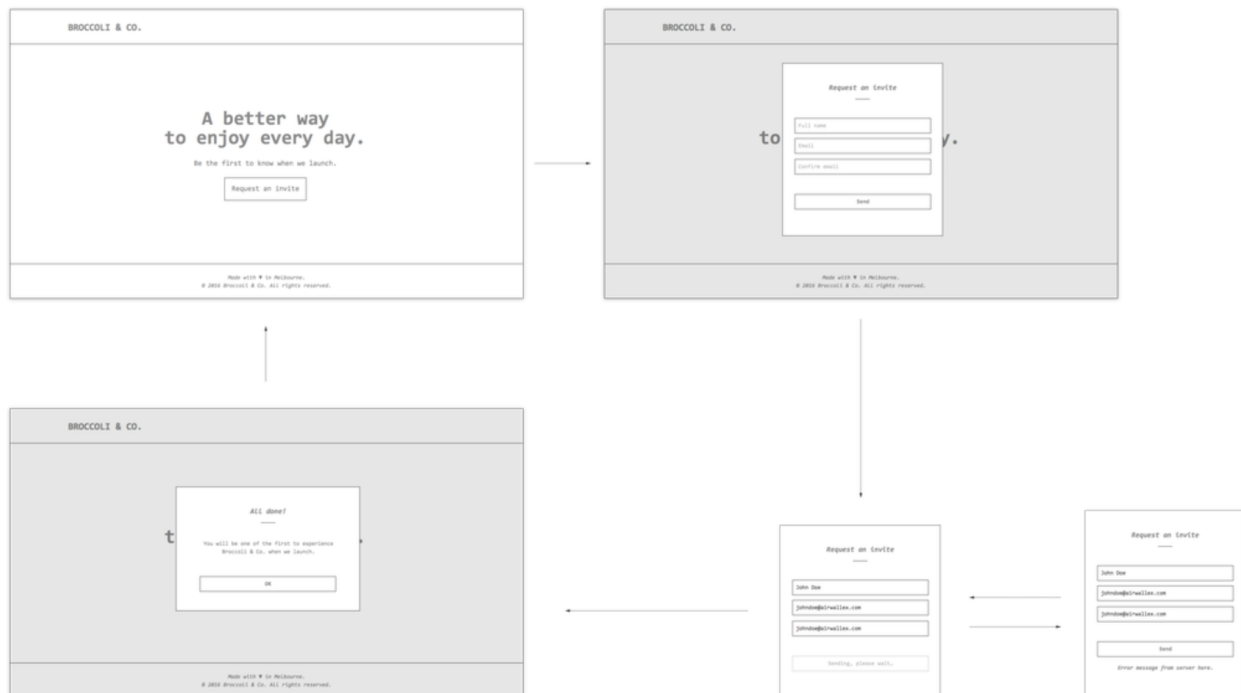 BROCCOLI & CO.
A better way
to enjoy every day.
Be the first to know when we launch.
Request an invite
Made with ♥ in Melbourne.
© 2016 Broccoli & Co. All rights reserved.
BROCCOLI & CO.
to y.
Request an invite
Full name
Email
Confirm email
Send
Made with ♥ in Melbourne.
© 2016 Broccoli & Co. All rights reserved.
BROCCOLI & CO.
t .
All done!
You will be one of the first to experience
Broccoli & Co. when we launch.
OK
Made with ♥ in Melbourne.
© 2016 Broccoli & Co. All rights reserved.
Request an invite
John Doe
johndoe@airwallex.com
johndoe@airwallex.com
Sending, please wait…
Request an invite
John Doe
johndoe@airwallex.com
johndoe@airwallex.com
Send
Error message from server here.